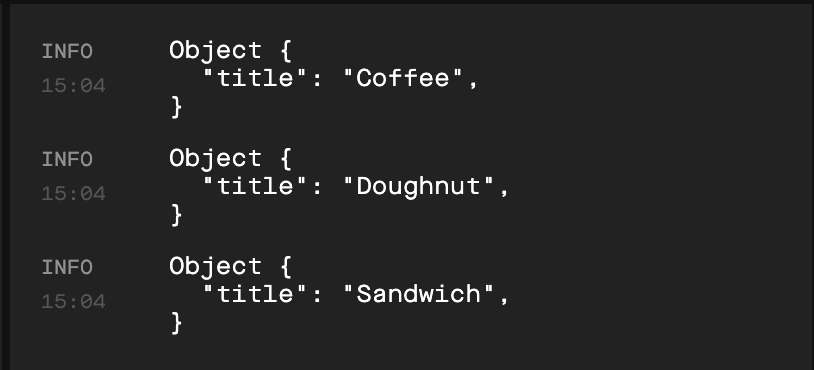 INFO Object {
15:04 "title": "Coffee",
}
INFO Object {
15:04 "title": "Doughnut",
}
INFO Object {
15:04 "title": "Sandwich",
}